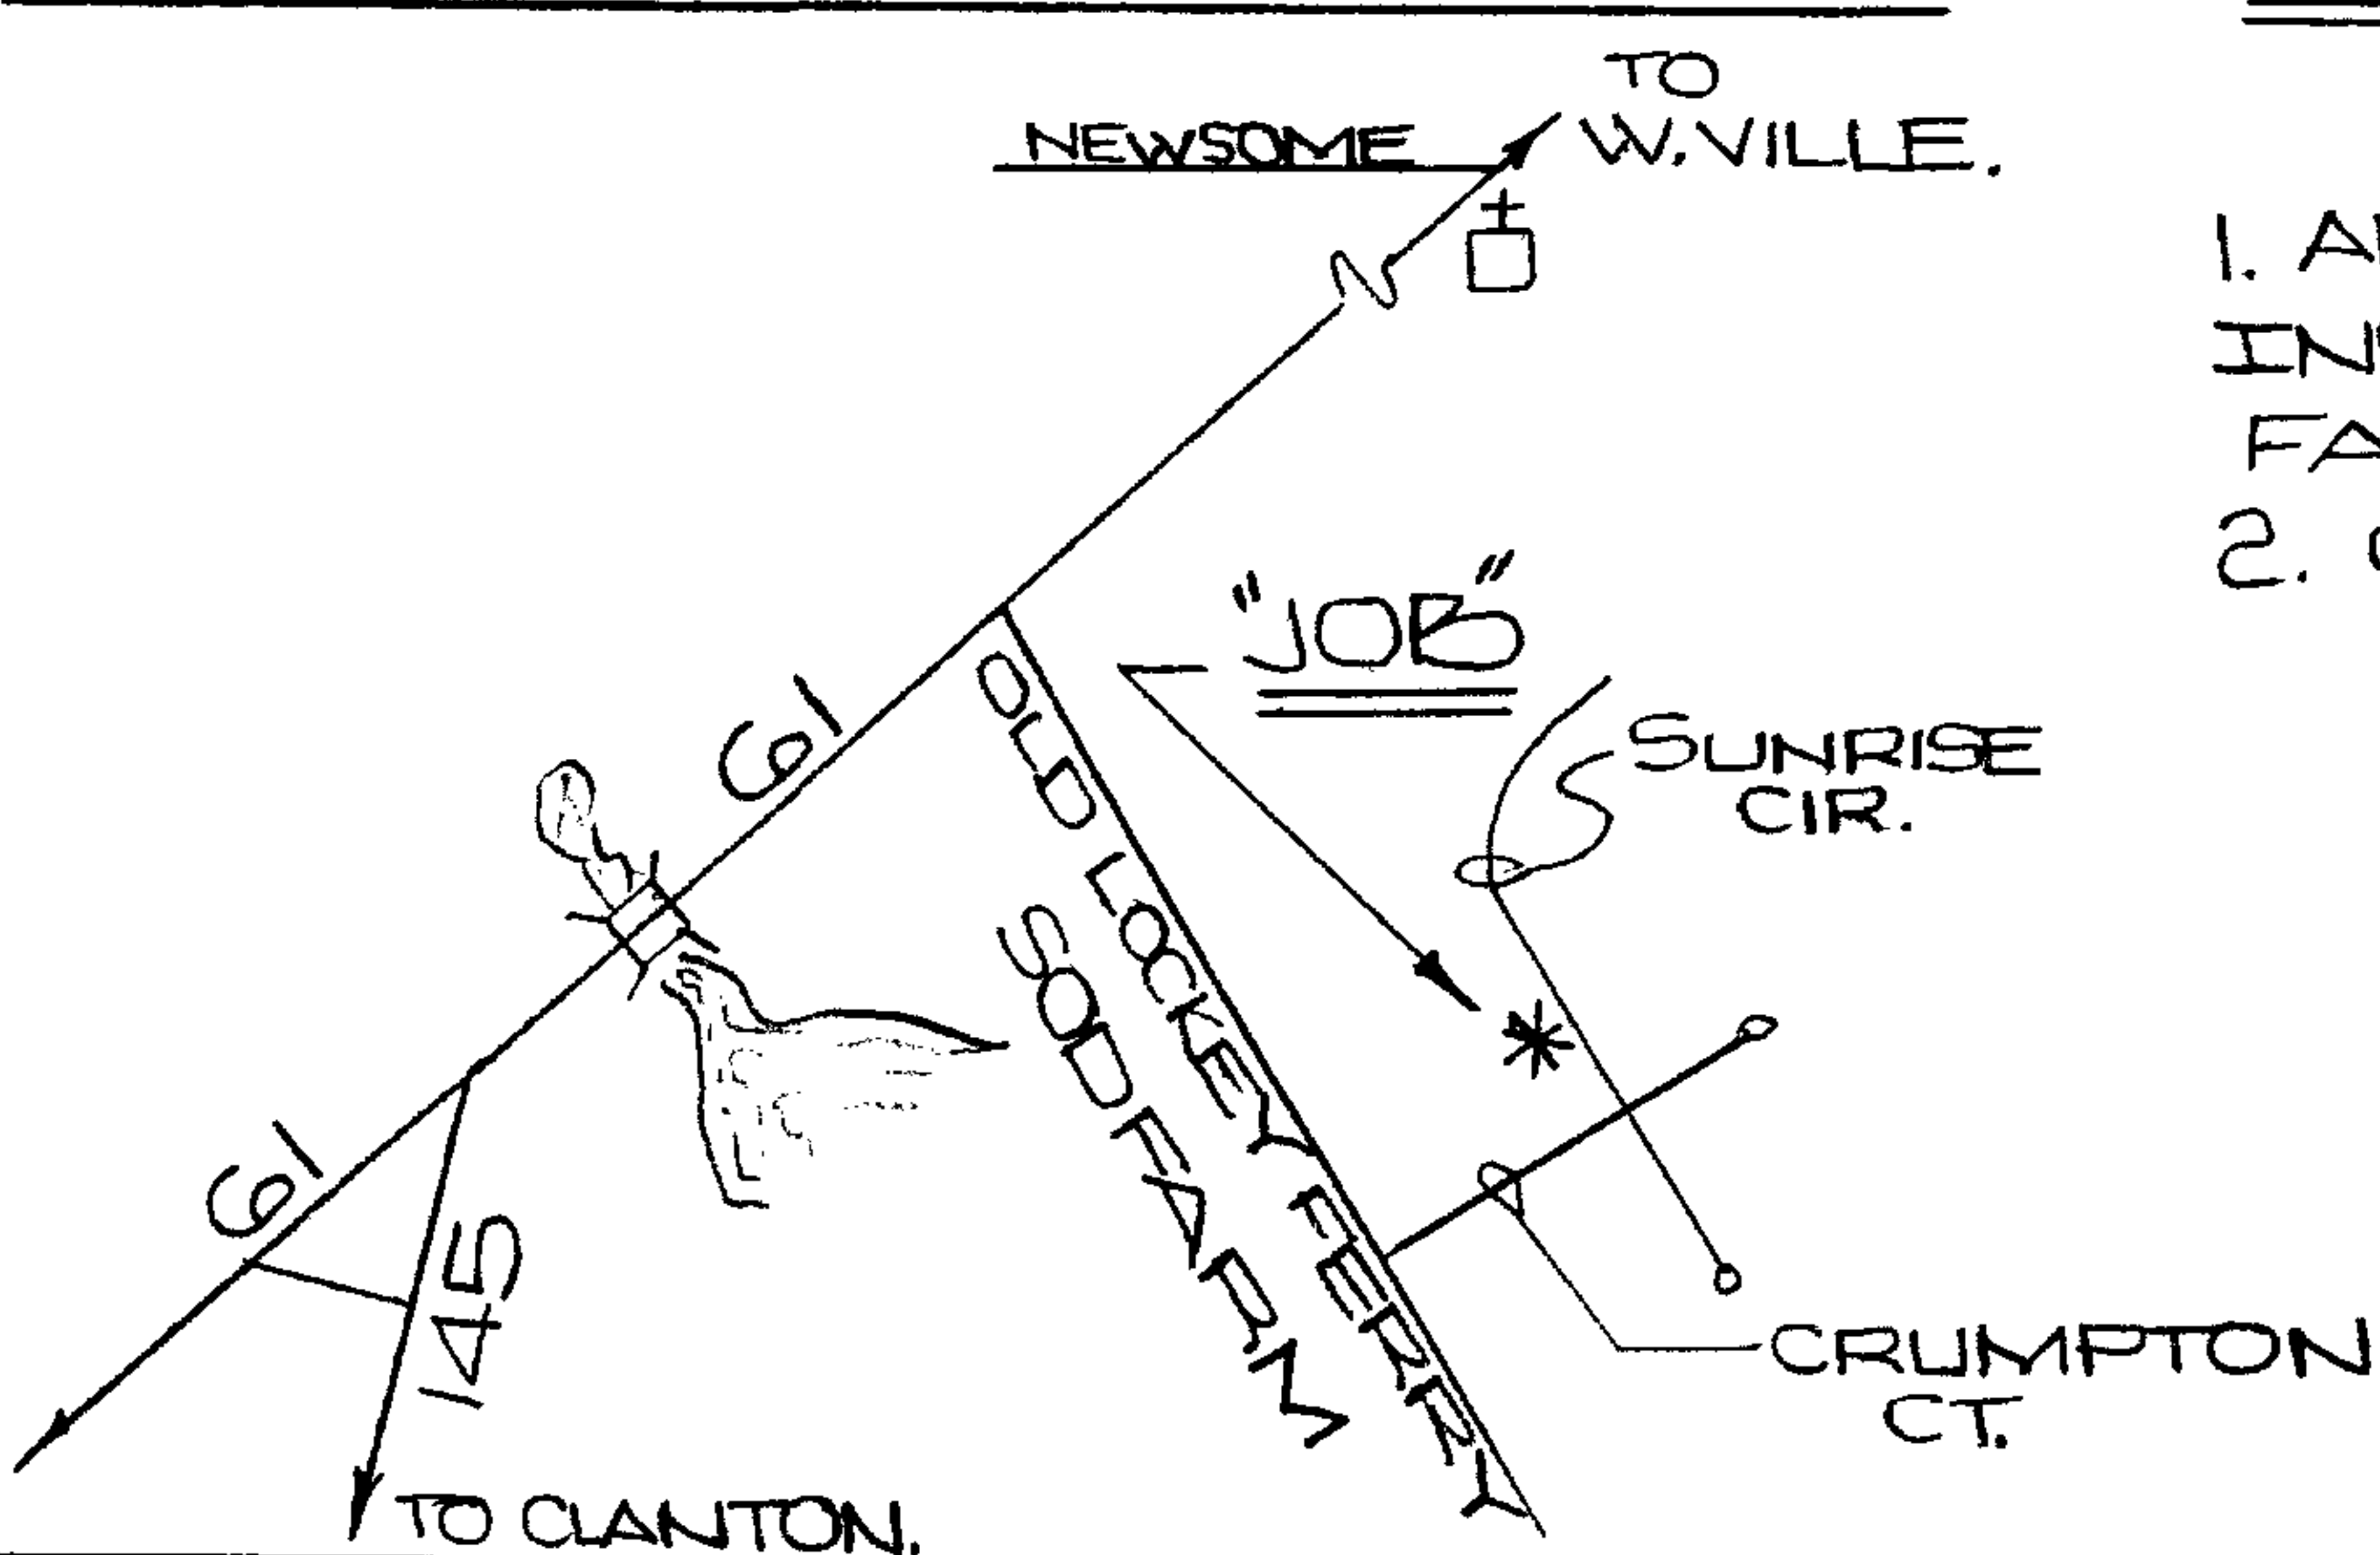 TO
W.VILLE.
NEWSOME
1.
2.
"JOB"
SUNRISE
CIR.
61
OLD LOCKEY FERRY
SOD FARM
61
145
CRUMPTON
CT.
TO CLANTON.